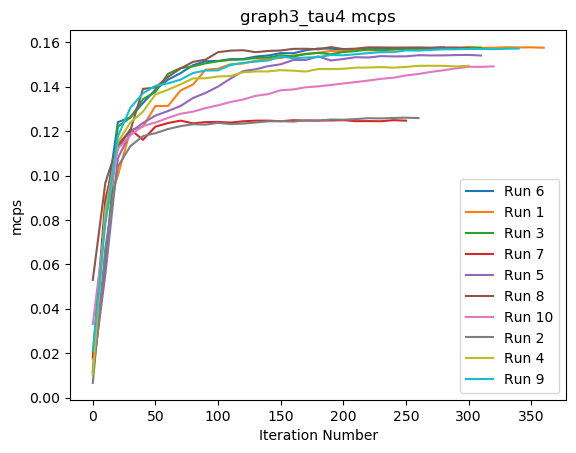 graph3_tau4 mcps
mcps
0.16
0.14
0.12
0.10
0.08
0.06
0.04
0.02
0.00
Run 6
Run 1
Run 3
Run 7
Run 5
Run 8
Run 10
Run 2
Run 4
Run 9
0 50 100 150 200 250 300 350
Iteration Number